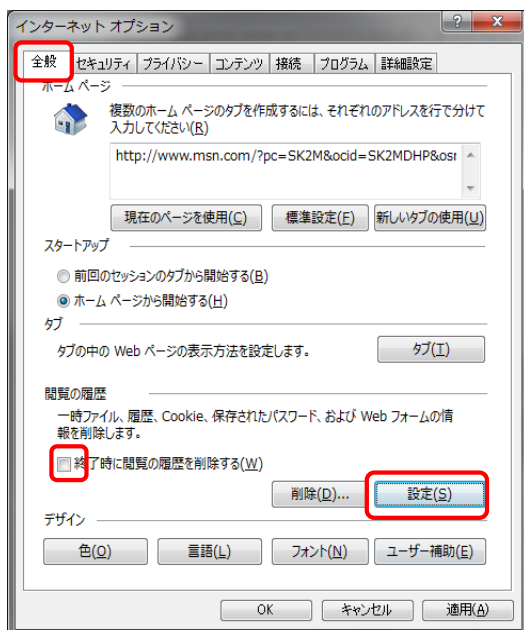 インターネット オプション
全般 セキュリティ プライバシー コンテンツ 接続 プログラム 詳細設定
ホーム ページ
複数のホーム ページのタブを作成するには、それぞれのアドレスを行で分けて
入力してください(R)
http://www.msn.com/?pc=SK2M&ocid=SK2MDHP&osr
現在のページを使用(C) 標準設定(F) 新しいタブの使用(U)
スタートアップ
前回のセッションのタブから開始する(B)
ホーム ページから開始する(H)
タブ
タブの中の Web ページの表示方法を設定します。 タブ(T)
閲覧の履歴
一時ファイル、履歴、Cookie、保存されたパスワード、および Web フォームの情
報を削除します。
終了時に閲覧の履歴を削除する(W)
削除(D)... 設定(S)
デザイン
色(O) 言語(L) フォント(N) ユーザー補助(E)
OK キャンセル 適用(A)